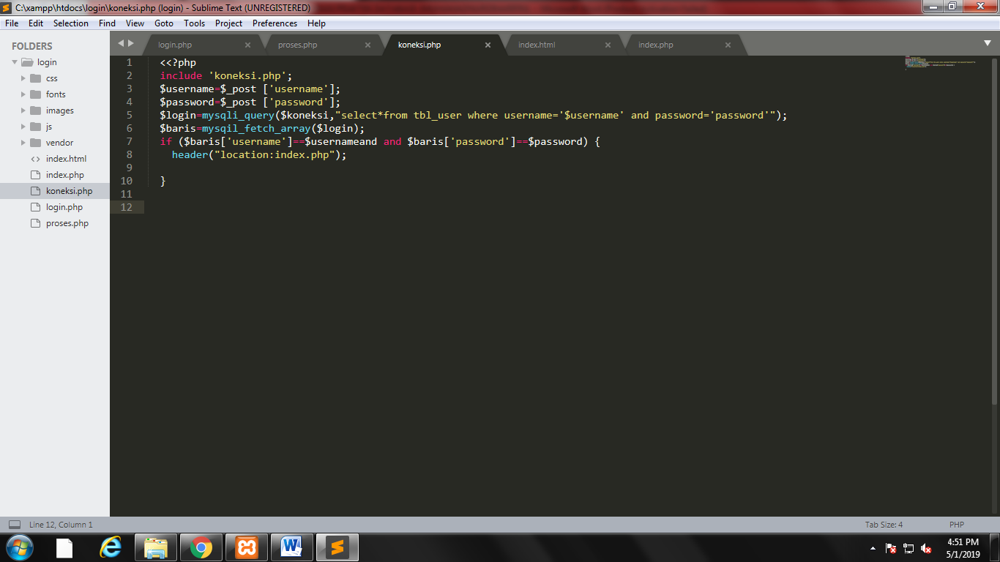 C:\xampp\htdocs\login\koneksi.php (login) - Sublime Text (UNREGISTERED)
File Edit Selection Find View Goto Tools Project Preferences Help
FOLDERS
login
css
fonts
images
js
vendor
index.html
index.php
koneksi.php
login.php
proses.php
login.php proses.php koneksi.php index.html index.php
1 <<?php
2 include 'koneksi.php';
3 $username=$_post ['username'];
4 $password=$_post ['password'];
5 $login=mysqli_query($koneksi,"select*from tbl_user where username='$username' and password='password'");
6 $baris=mysqil_fetch_array($login);
7 if ($baris['username']==$usernameand and $baris['password']==$password) {
8 header("location:index.php");
9
10 }
11
12
Line 12, Column 1 Tab Size: 4 PHP
4:51 PM
5/1/2019